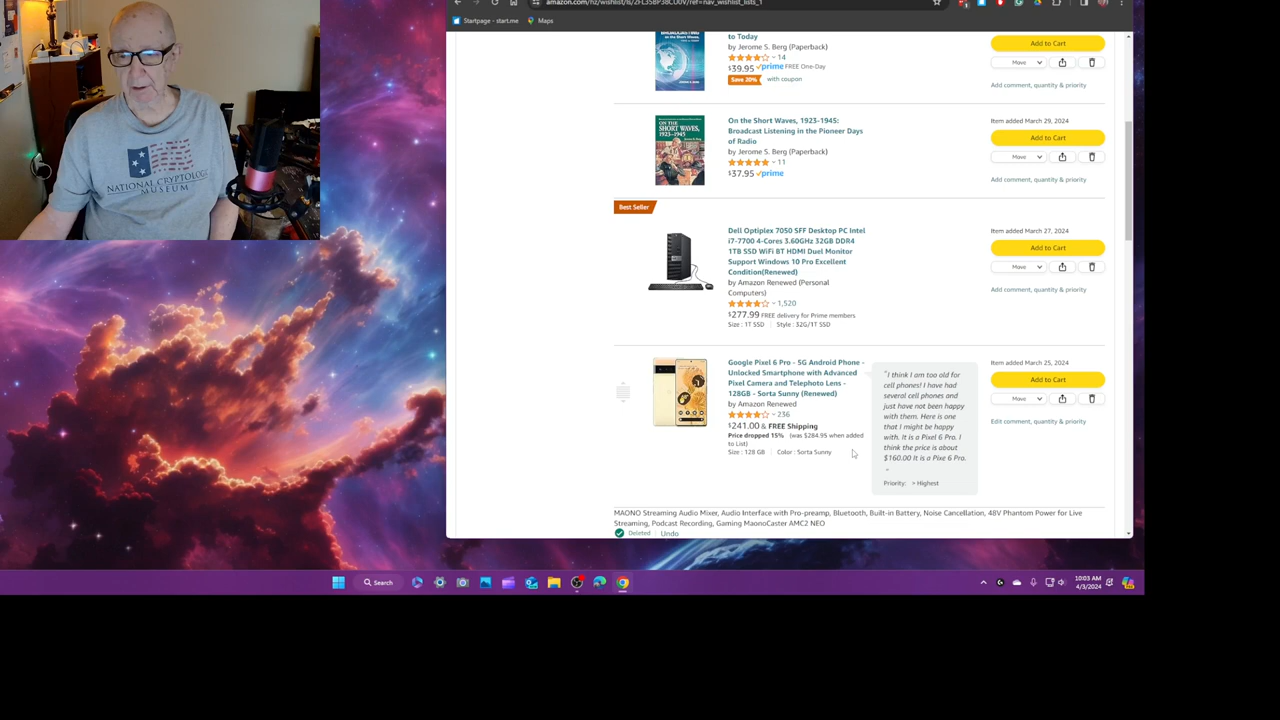 amazon.com/hz/wishlist/ls/2FL35BP38CU0V/ref=nav_wishlist_lists_1
Startpage - start.me
Maps
NATIONAL CRYPTOLOGIC
MUSEUM
to Today
by Jerome S. Berg (Paperback)
14
$39.95 prime FREE One-Day
Save 20% with coupon
Add to Cart
Move
Add comment, quantity & priority
ON THE
SHORT WAVES,
1923-1945
On the Short Waves, 1923-1945:
Broadcast Listening in the Pioneer Days
of Radio
by Jerome S. Berg (Paperback)
11
$37.95 prime
Item added March 29, 2024
Add to Cart
Move
Add comment, quantity & priority
Best Seller
Dell Optiplex 7050 SFF Desktop PC Intel
i7-7700 4-Cores 3.60GHz 32GB DDR4
1TB SSD WiFi BT HDMI Duel Monitor
Support Windows 10 Pro Excellent
Condition(Renewed)
by Amazon Renewed (Personal
Computers)
1,520
$277.99 FREE delivery for Prime members
Size : 1T SSD | Style : 32G/1T SSD
Item added March 27, 2024
Add to Cart
Move
Add comment, quantity & priority
Google Pixel 6 Pro - 5G Android Phone -
Unlocked Smartphone with Advanced
Pixel Camera and Telephoto Lens -
128GB - Sorta Sunny (Renewed)
by Amazon Renewed
236
$241.00 & FREE Shipping
Price dropped 15% (was $284.95 when added
to List)
Size : 128 GB | Color : Sorta Sunny
"I think I am too old for
cell phones! I have had
several cell phones and
just have not been happy
with them. Here is one
that I might be happy
with. It is a Pixel 6 Pro. I
think the price is about
$160.00 It is a Pixe 6 Pro.
"
Priority: > Highest
Item added March 25, 2024
Add to Cart
Move
Edit comment, quantity & priority
MAONO Streaming Audio Mixer, Audio Interface with Pro-preamp, Bluetooth, Built-in Battery, Noise Cancellation, 48V Phantom Power for Live
Streaming, Podcast Recording, Gaming MaonoCaster AMC2 NEO
Deleted | Undo
Search
10:03 AM
4/3/2024